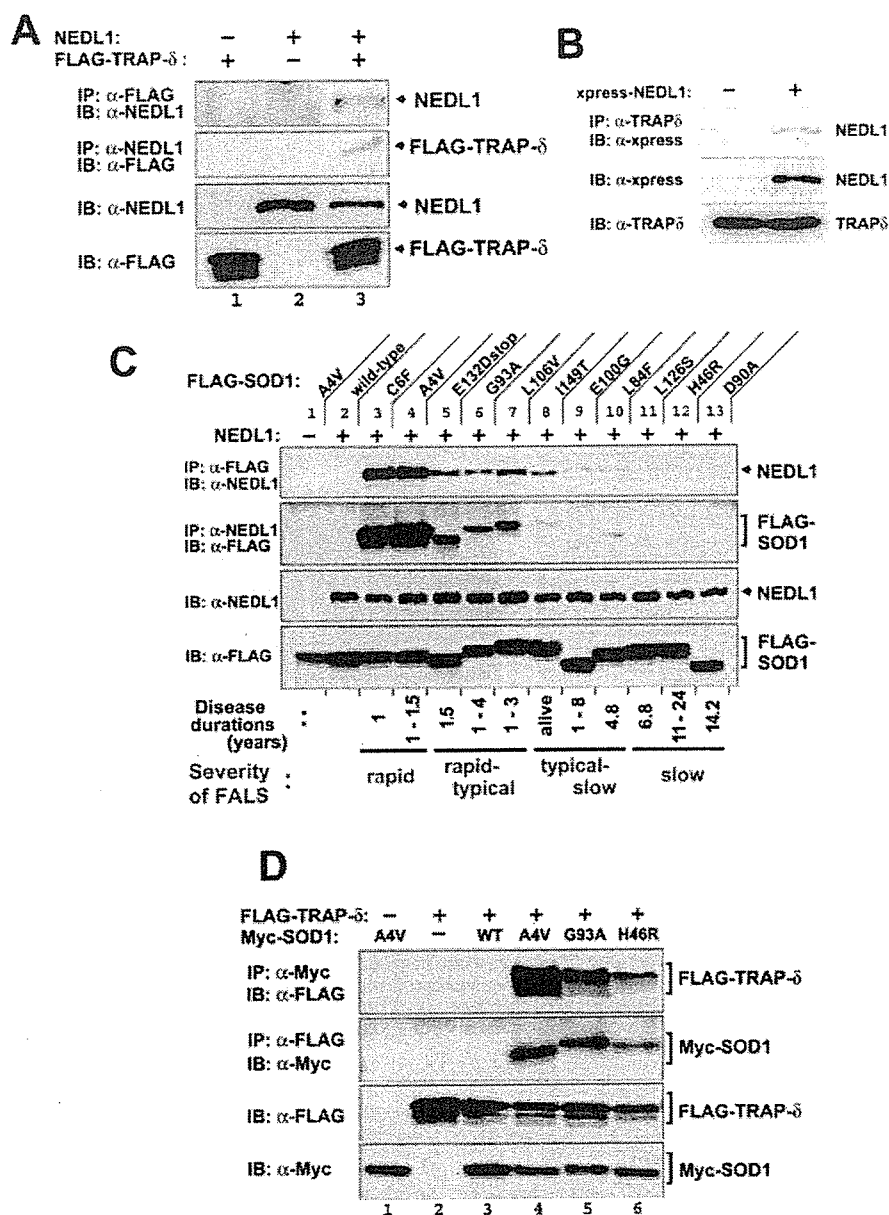 A
NEDL1: − + +
FLAG-TRAP-δ: + − +
IP: α-FLAG
IB: α-NEDL1
NEDL1
IP: α-NEDL1
IB: α-FLAG
FLAG-TRAP-δ
IB: α-NEDL1
NEDL1
IB: α-FLAG
FLAG-TRAP-δ
1 2 3
B
xpress-NEDL1: − +
IP: α-TRAPδ
IB: α-xpress
NEDL1
IB: α-xpress
NEDL1
IB: α-TRAPδ
TRAPδ
C
FLAG-SOD1: A4V wild-type C6F A4V E132Dstop G93A L106V I149T E100G L84F L126S H46R D90A
1 2 3 4 5 6 7 8 9 10 11 12 13
NEDL1: − + + + + + + + + + + + +
IP: α-FLAG
IB: α-NEDL1
NEDL1
IP: α-NEDL1
IB: α-FLAG
FLAG-
SOD1
IB: α-NEDL1
NEDL1
IB: α-FLAG
FLAG-
SOD1
Disease
durations :
(years)
1 1 - 1.5 1.5 1 - 4 1 - 3 alive 1 - 8 4.8 6.8 11 - 24 14.2
Severity
of FALS :
rapid rapid-
typical typical-
slow slow
D
FLAG-TRAP-δ: − + + + + +
Myc-SOD1: A4V − WT A4V G93A H46R
IP: α-Myc
IB: α-FLAG
FLAG-TRAP-δ
IP: α-FLAG
IB: α-Myc
Myc-SOD1
IB: α-FLAG
FLAG-TRAP-δ
IB: α-Myc
Myc-SOD1
1 2 3 4 5 6